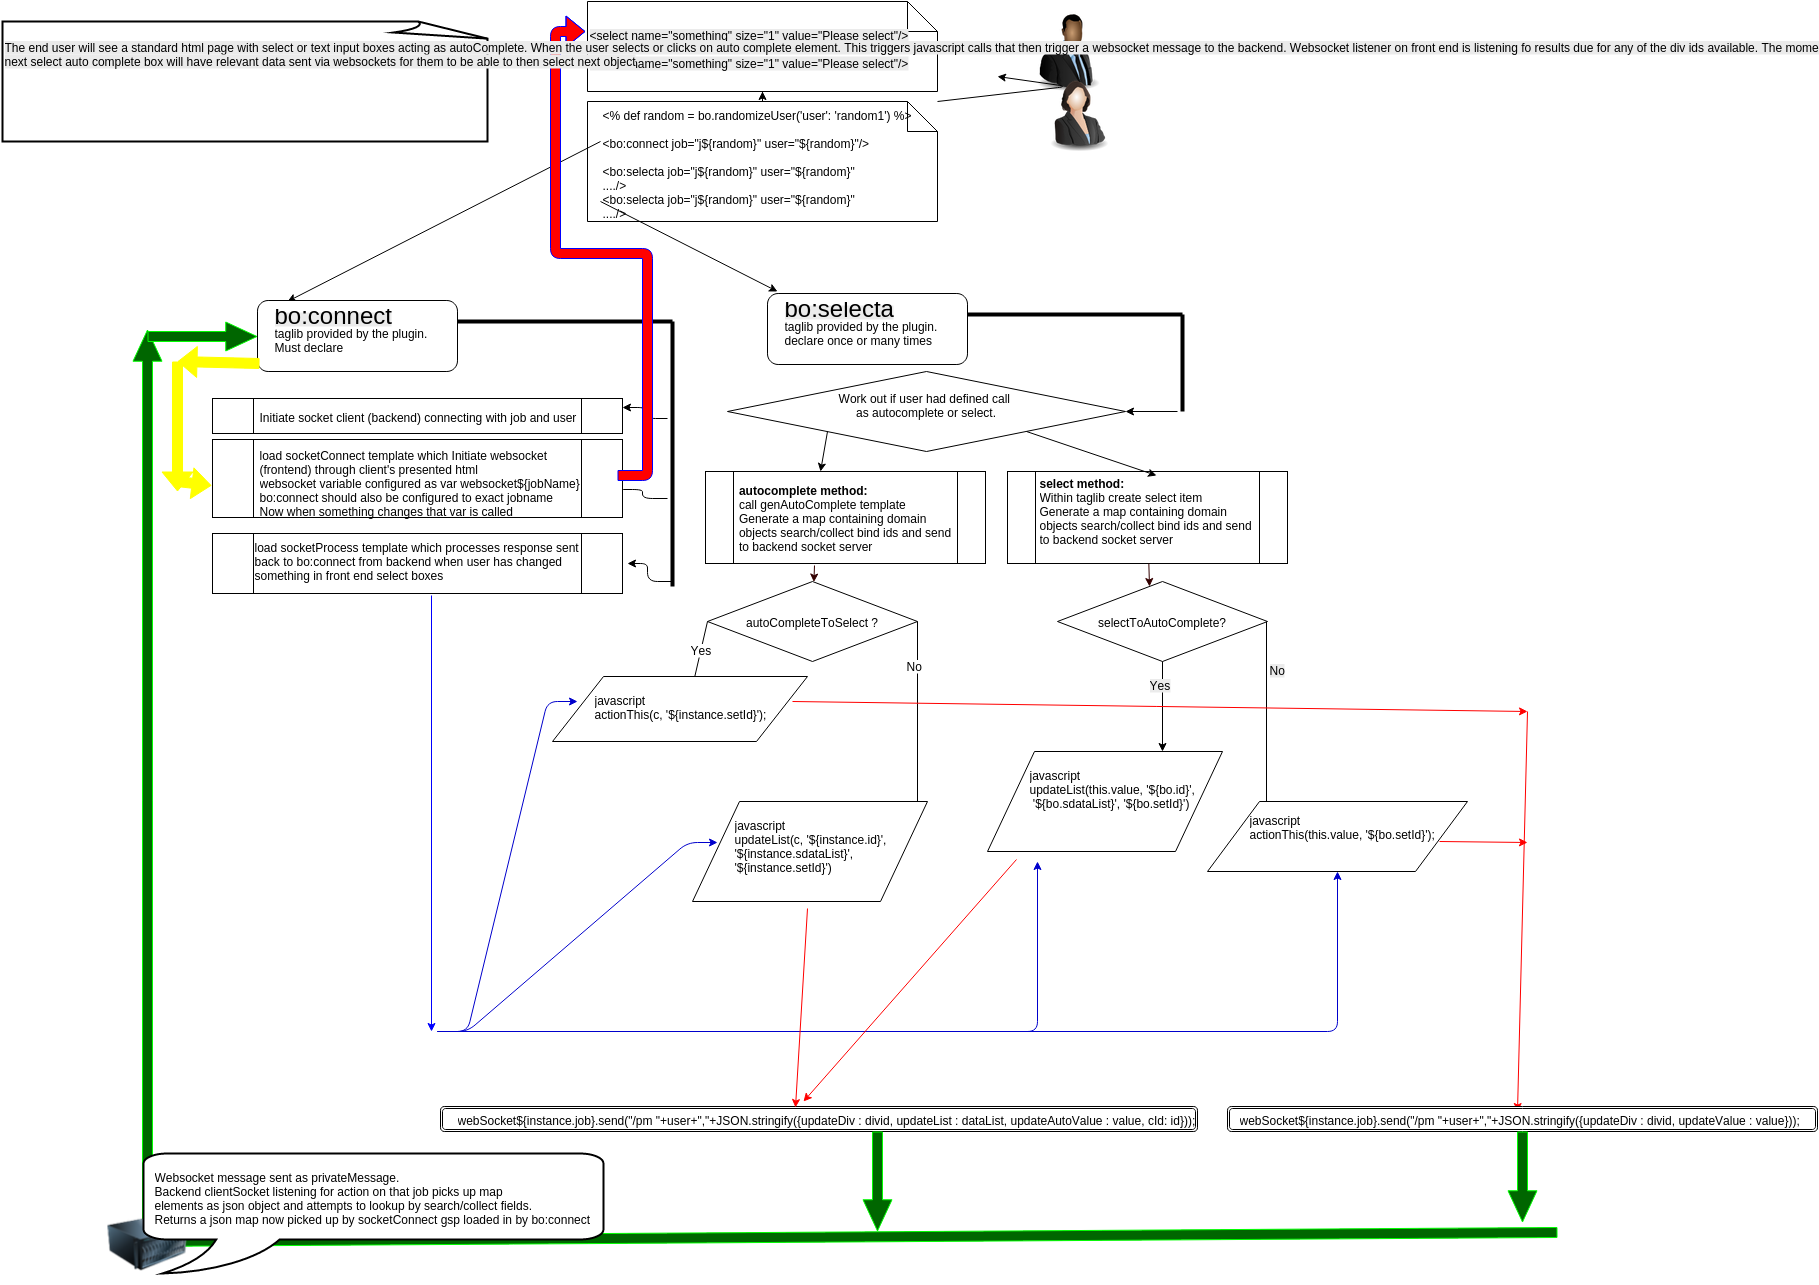 <select name="something" size="1" value="Please select"/>
The end user will see a standard html page with select or text input boxes acting as autoComplete. When the user selects or clicks on auto complete element. This triggers javascript calls that then trigger a websocket message to the backend. Websocket listener on front end is listening fo results due for any of the div ids available. The mome
next select auto complete box will have relevant data sent via websockets for them to be able to then select next object.
name="something" size="1" value="Please select"/>
<% def random = bo.randomizeUser('user': 'random1') %>
<bo:connect job="j${random}" user="${random}"/>
<bo:selecta job="j${random}" user="${random}"
..../>
<bo:selecta job="j${random}" user="${random}"
..../>
bo:connect
taglib provided by the plugin.
Must declare
bo:selecta
taglib provided by the plugin.
declare once or many times
Initiate socket client (backend) connecting with job and user
load socketConnect template which Initiate websocket
(frontend) through client's presented html
websocket variable configured as var websocket${jobName}
bo:connect should also be configured to exact jobname
Now when something changes that var is called
load socketProcess template which processes response sent
back to bo:connect from backend when user has changed
something in front end select boxes
Work out if user had defined call
as autocomplete or select.
autocomplete method:
call genAutoComplete template
Generate a map containing domain
objects search/collect bind ids and send
to backend socket server
select method:
Within taglib create select item
Generate a map containing domain
objects search/collect bind ids and send
to backend socket server
autoCompleteToSelect ?
selectToAutoComplete?
Yes
No
Yes
No
javascript
actionThis(c, '${instance.setId}');
javascript
updateList(c, '${instance.id}',
'${instance.sdataList}',
'${instance.setId}')
javascript
updateList(this.value, '${bo.id}',
'${bo.sdataList}', '${bo.setId}')
javascript
actionThis(this.value, '${bo.setId}');
webSocket${instance.job}.send("/pm "+user+","+JSON.stringify({updateDiv : divid, updateList : dataList, updateAutoValue : value, cId: id}));
webSocket${instance.job}.send("/pm "+user+","+JSON.stringify({updateDiv : divid, updateValue : value}));
Websocket message sent as privateMessage.
Backend clientSocket listening for action on that job picks up map
elements as json object and attempts to lookup by search/collect fields.
Returns a json map now picked up by socketConnect gsp loaded in by bo:connect